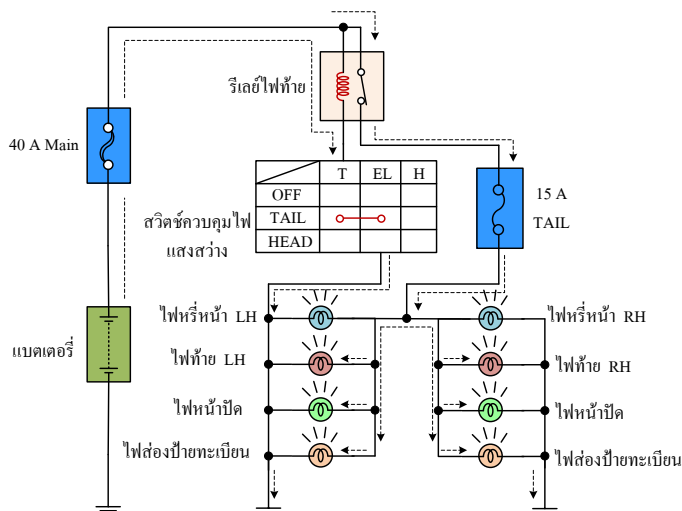 รีเลย์ไฟท้าย
40 A Main
T EL H
OFF
TAIL
HEAD
สวิตช์ควบคุมไฟ
แสงสว่าง
15 A
TAIL
แบตเตอรี่
ไฟหรี่หน้า LH
ไฟท้าย LH
ไฟหน้าปัด
ไฟส่องป้ายทะเบียน
ไฟหรี่หน้า RH
ไฟท้าย RH
ไฟหน้าปัด
ไฟส่องป้ายทะเบียน